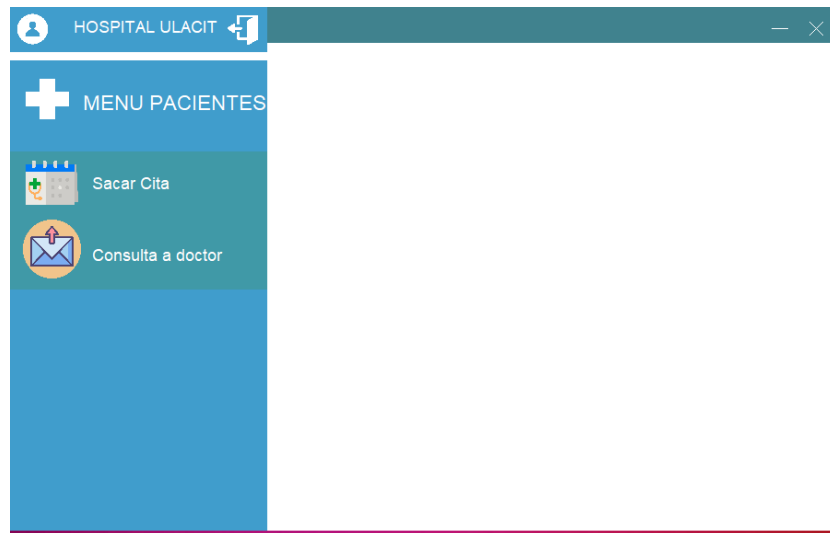 HOSPITAL ULACIT
MENU PACIENTES
Sacar Cita
Consulta a doctor